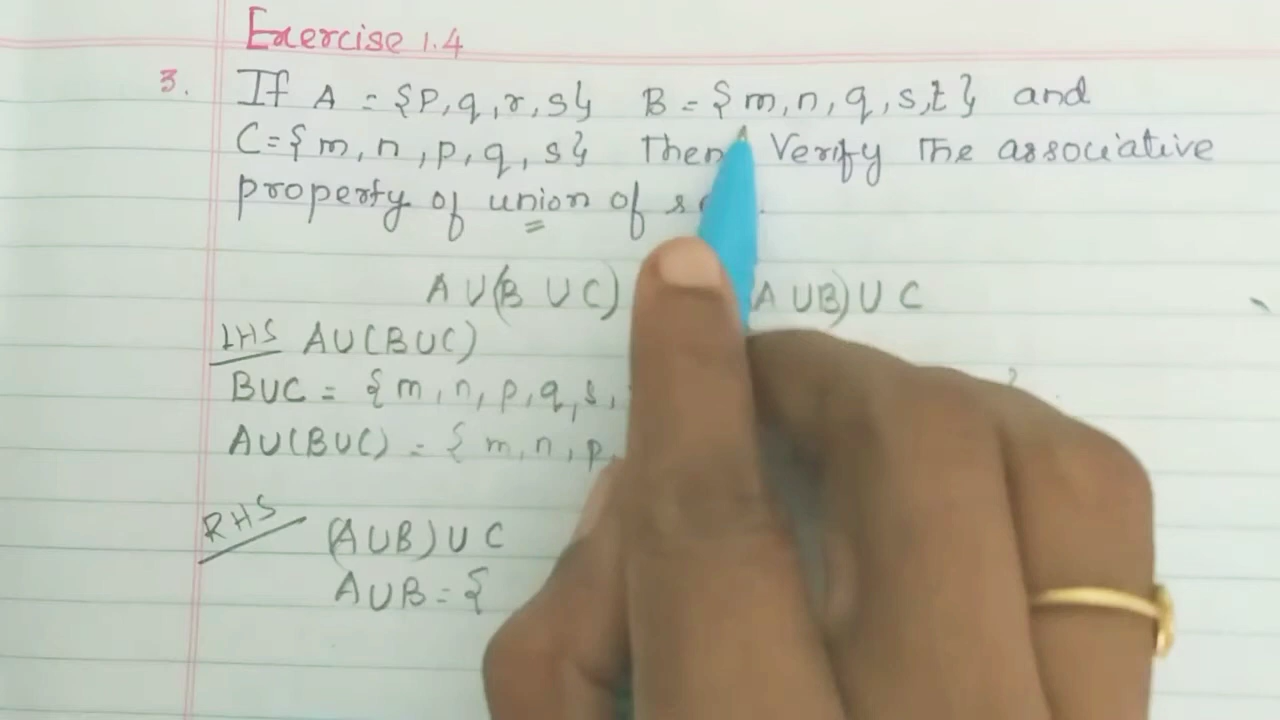 Exercise 1.4
3. If A = {p, q, r, s} B = {m, n, q, s, t} and
C = {m, n, p, q, s} Then Verify The associative
property of union of
A ∪ (B ∪ C) A ∪ B) ∪ C
LHS A ∪ (B ∪ C)
B ∪ C = {m, n, p, q, s,
A ∪ (B ∪ C) = {m, n, p,
RHS (A ∪ B) ∪ C
A ∪ B = {